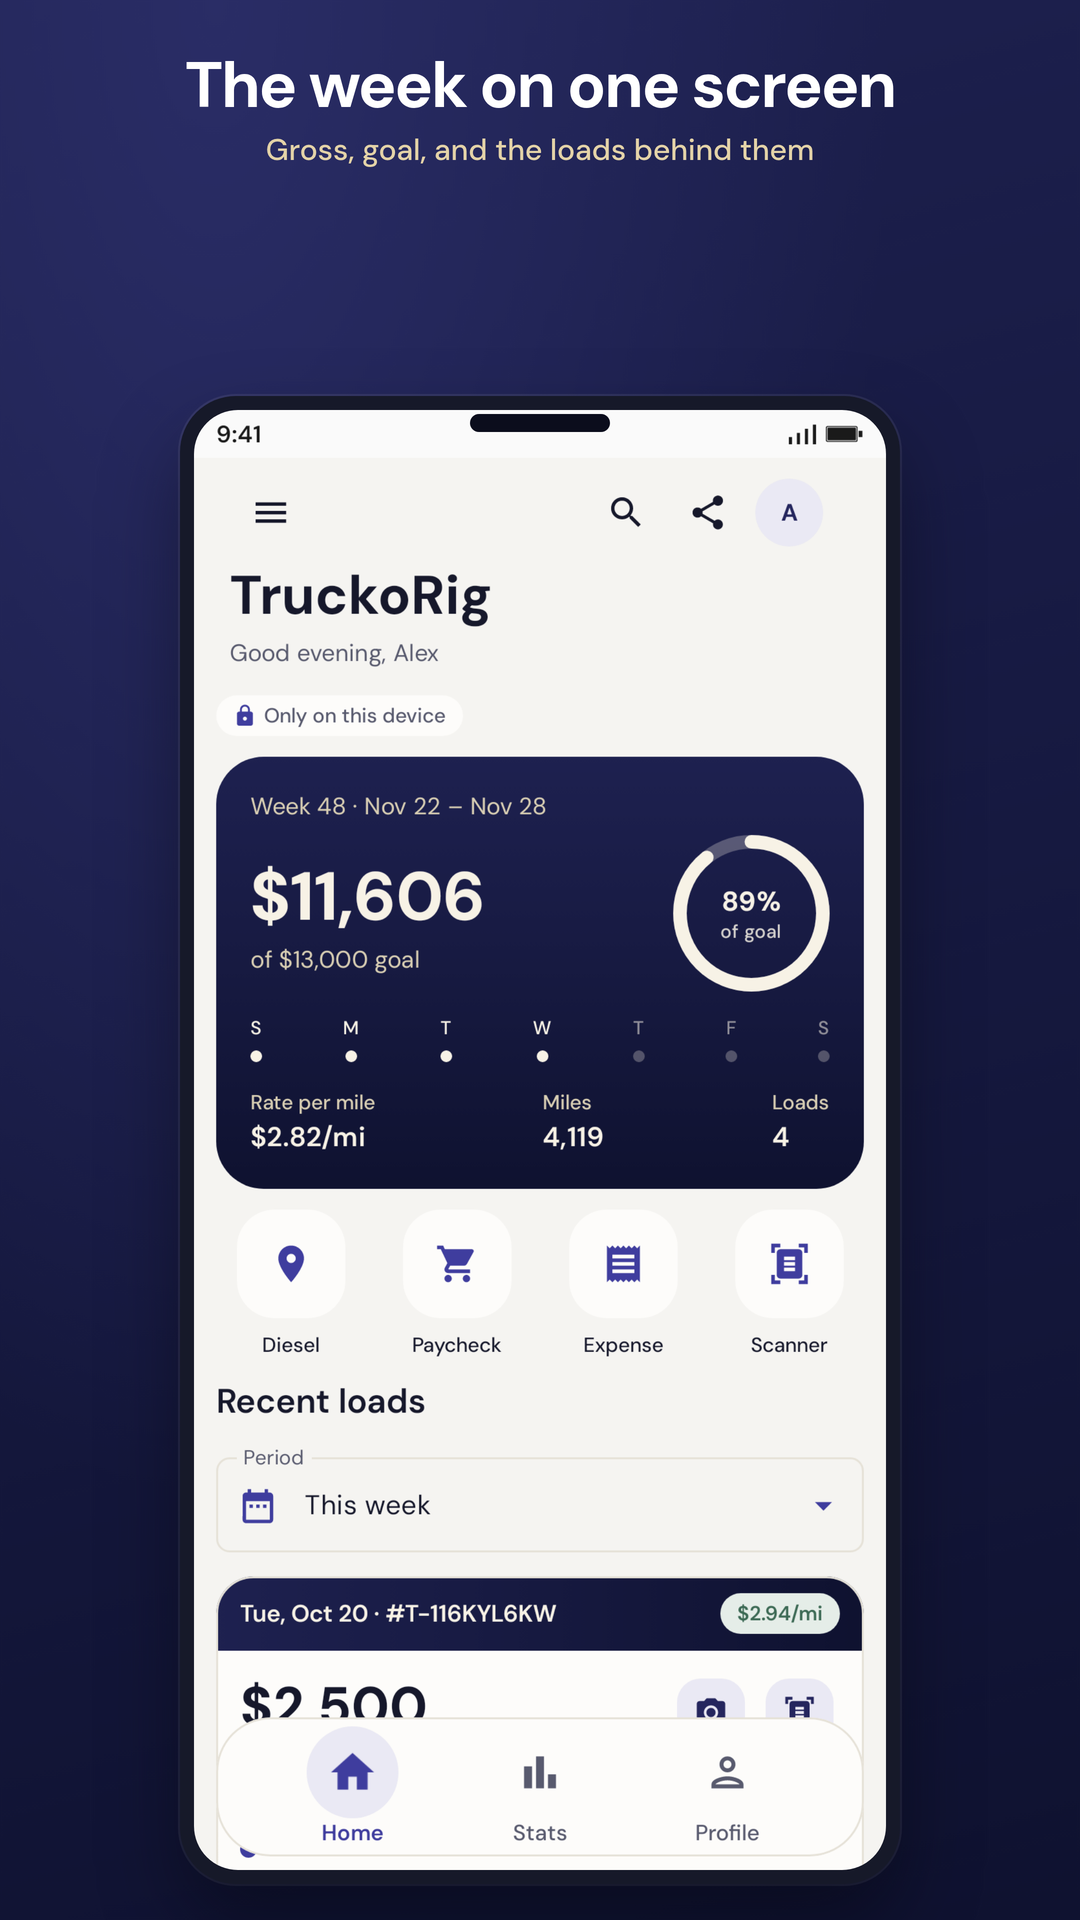 The week on one screen
Gross, goal, and the loads behind them
9:41
A
TruckoRig
Good evening, Alex
Only on this device
Week 48 · Nov 22 – Nov 28
$11,606
of $13,000 goal
89%
of goal
S M T W T F S
Rate per mile Miles Loads
$2.82/mi 4,119 4
Diesel Paycheck Expense Scanner
Recent loads
Period
This week
Tue, Oct 20 · #T-116KYL6KW $2.94/mi
$2,500
Home Stats Profile